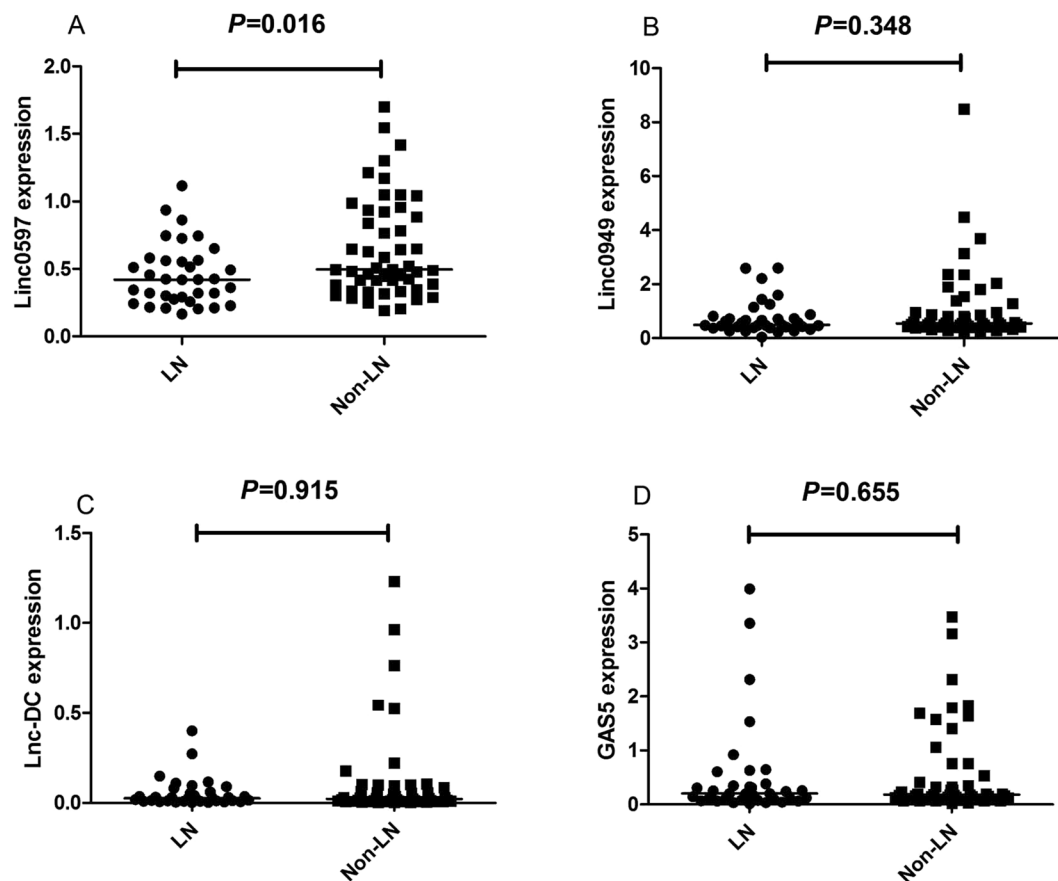 A
P=0.016
Linc0597 expression
2.0
1.5
1.0
0.5
0.0
LN
Non-LN
B
P=0.348
Linc0949 expression
10
8
6
4
2
0
LN
Non-LN
C
P=0.915
Lnc-DC expression
1.5
1.0
0.5
0.0
LN
Non-LN
D
P=0.655
GAS5 expression
5
4
3
2
1
0
LN
Non-LN